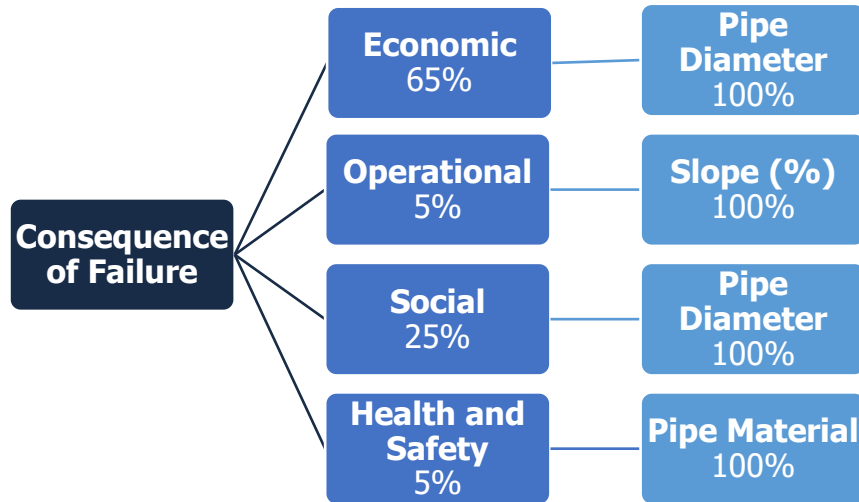 Consequence
of Failure
Economic
65%
Pipe
Diameter
100%
Operational
5%
Slope (%)
100%
Social
25%
Pipe
Diameter
100%
Health and
Safety
5%
Pipe Material
100%